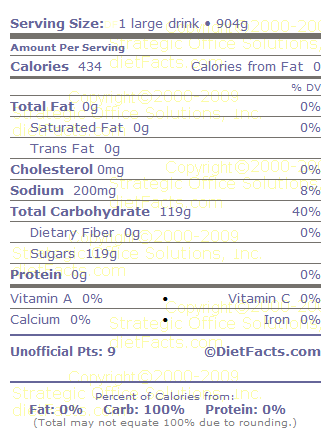 Serving Size: 1 large drink • 904g
Amount Per Serving
Calories 434 Calories from Fat 0
% DV
Total Fat 0g 0%
Saturated Fat 0g 0%
Trans Fat 0g
Cholesterol 0mg 0%
Sodium 200mg 8%
Total Carbohydrate 119g 40%
Dietary Fiber 0g 0%
Sugars 119g
Protein 0g 0%
Vitamin A 0% • Vitamin C 0%
Calcium 0% • Iron 0%
Unofficial Pts: 9 ©DietFacts.com
Percent of Calories from:
Fat: 0% Carb: 100% Protein: 0%
(Total may not equate 100% due to rounding.)